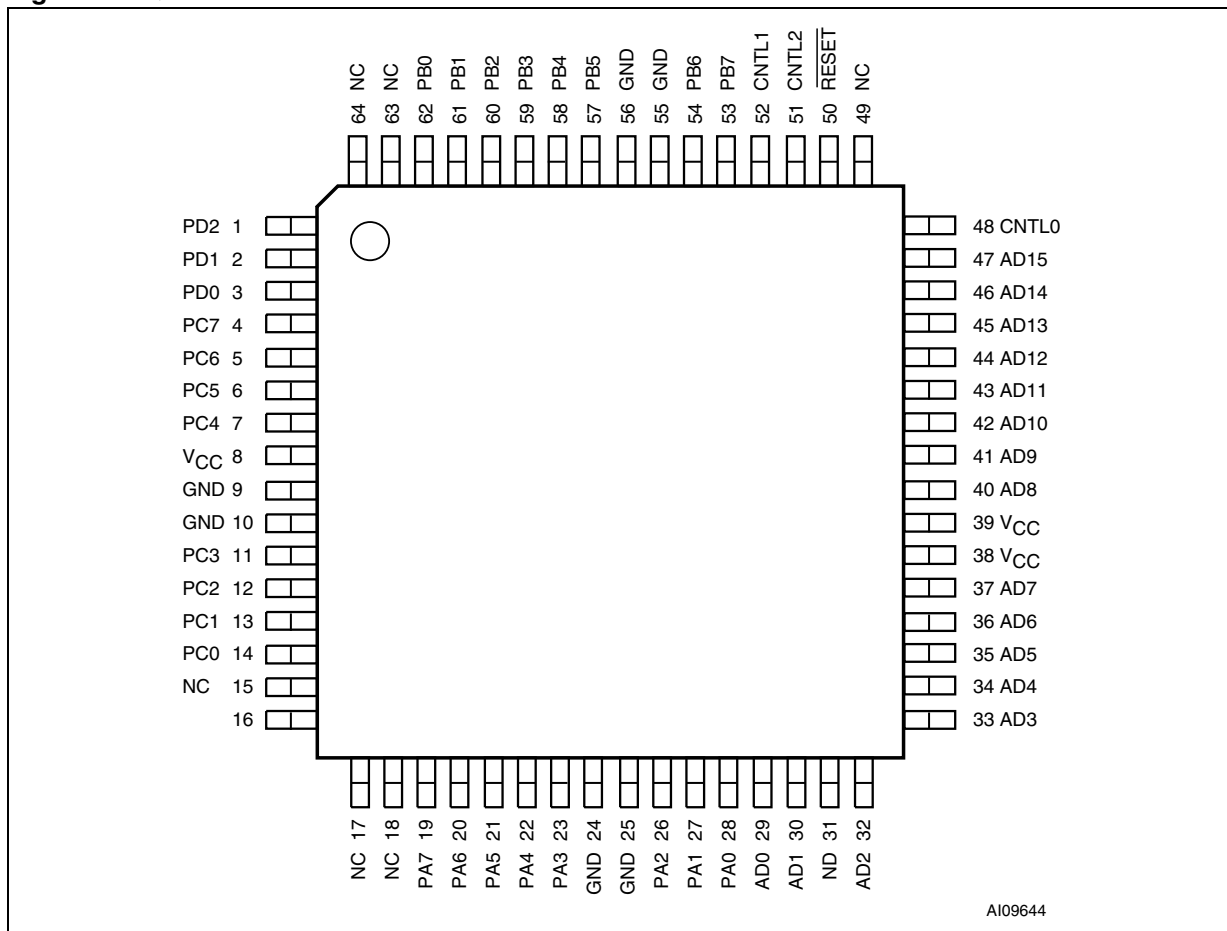 64 NC
63 NC
62 PB0
61 PB1
60 PB2
59 PB3
58 PB4
57 PB5
56 GND
55 GND
54 PB6
53 PB7
52 CNTL1
51 CNTL2
50 RESET
49 NC
PD2 1
PD1 2
PD0 3
PC7 4
PC6 5
PC5 6
PC4 7
VCC 8
GND 9
GND 10
PC3 11
PC2 12
PC1 13
PC0 14
NC 15
16
48 CNTL0
47 AD15
46 AD14
45 AD13
44 AD12
43 AD11
42 AD10
41 AD9
40 AD8
39 VCC
38 VCC
37 AD7
36 AD6
35 AD5
34 AD4
33 AD3
NC 17
NC 18
PA7 19
PA6 20
PA5 21
PA4 22
PA3 23
GND 24
GND 25
PA2 26
PA1 27
PA0 28
AD0 29
AD1 30
ND 31
AD2 32
AI09644